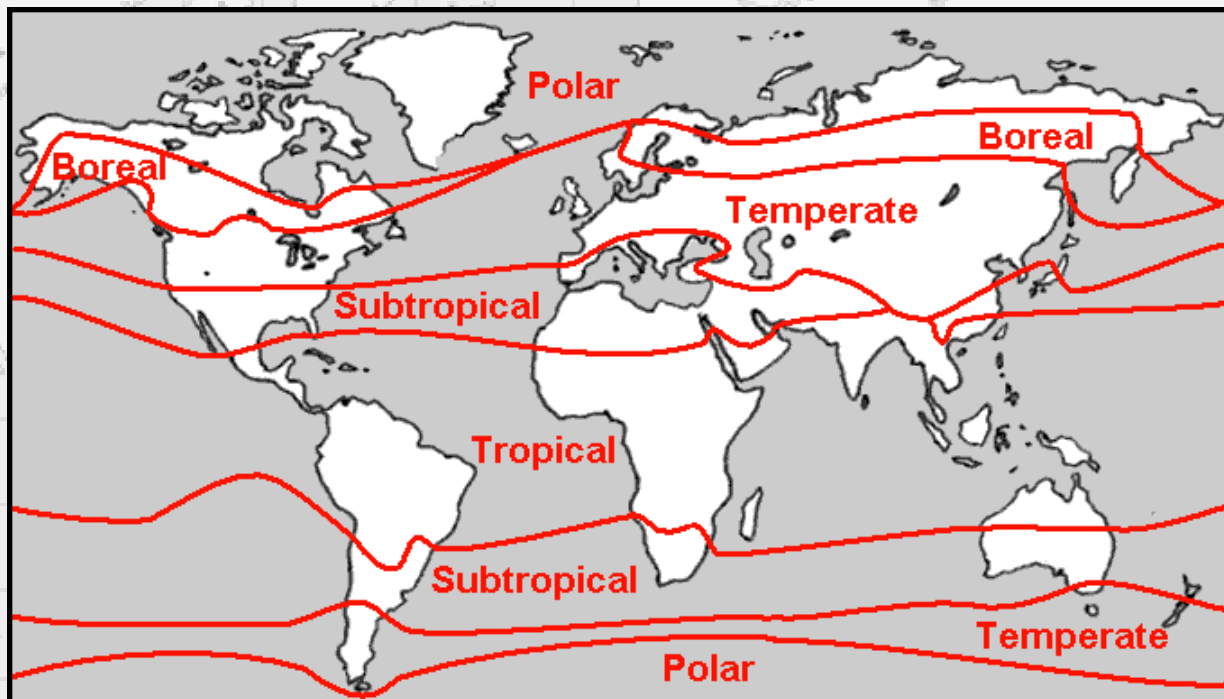 Polar
Boreal
Boreal
Temperate
Subtropical
Tropical
Subtropical
Temperate
Polar